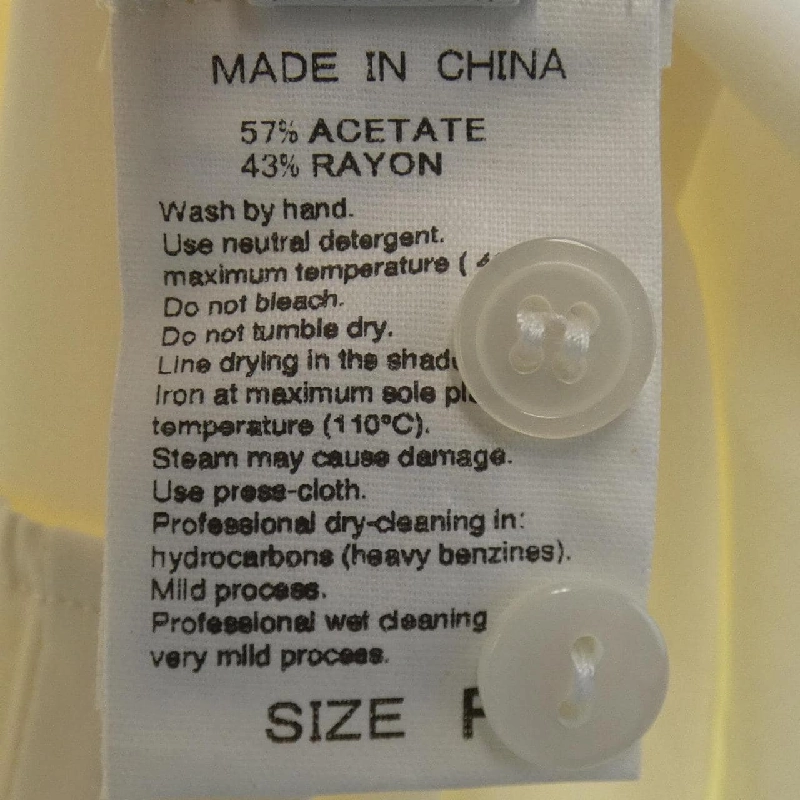 MADE IN CHINA
57% ACETATE
43% RAYON
Wash by hand.
Use neutral detergent.
maximum temperature (
Do not bleach.
Do not tumble dry.
Line drying in the
Iron at maximum sole
temperature (110°C).
Steam may cause damage.
Use press-cloth.
Professional dry-cleaning in:
hydrocarbons (heavy benzines).
Mild process.
Professional wet cleaning
very mild process.
SIZE